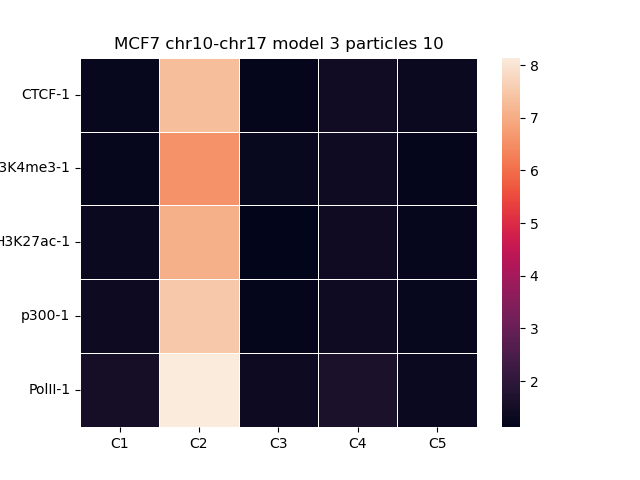 MCF7 chr10-chr17 model 3 particles 10
CTCF-1
3K4me3-1
H3K27ac-1
p300-1
PolII-1
C1 C2 C3 C4 C5
8
7
6
5
4
3
2